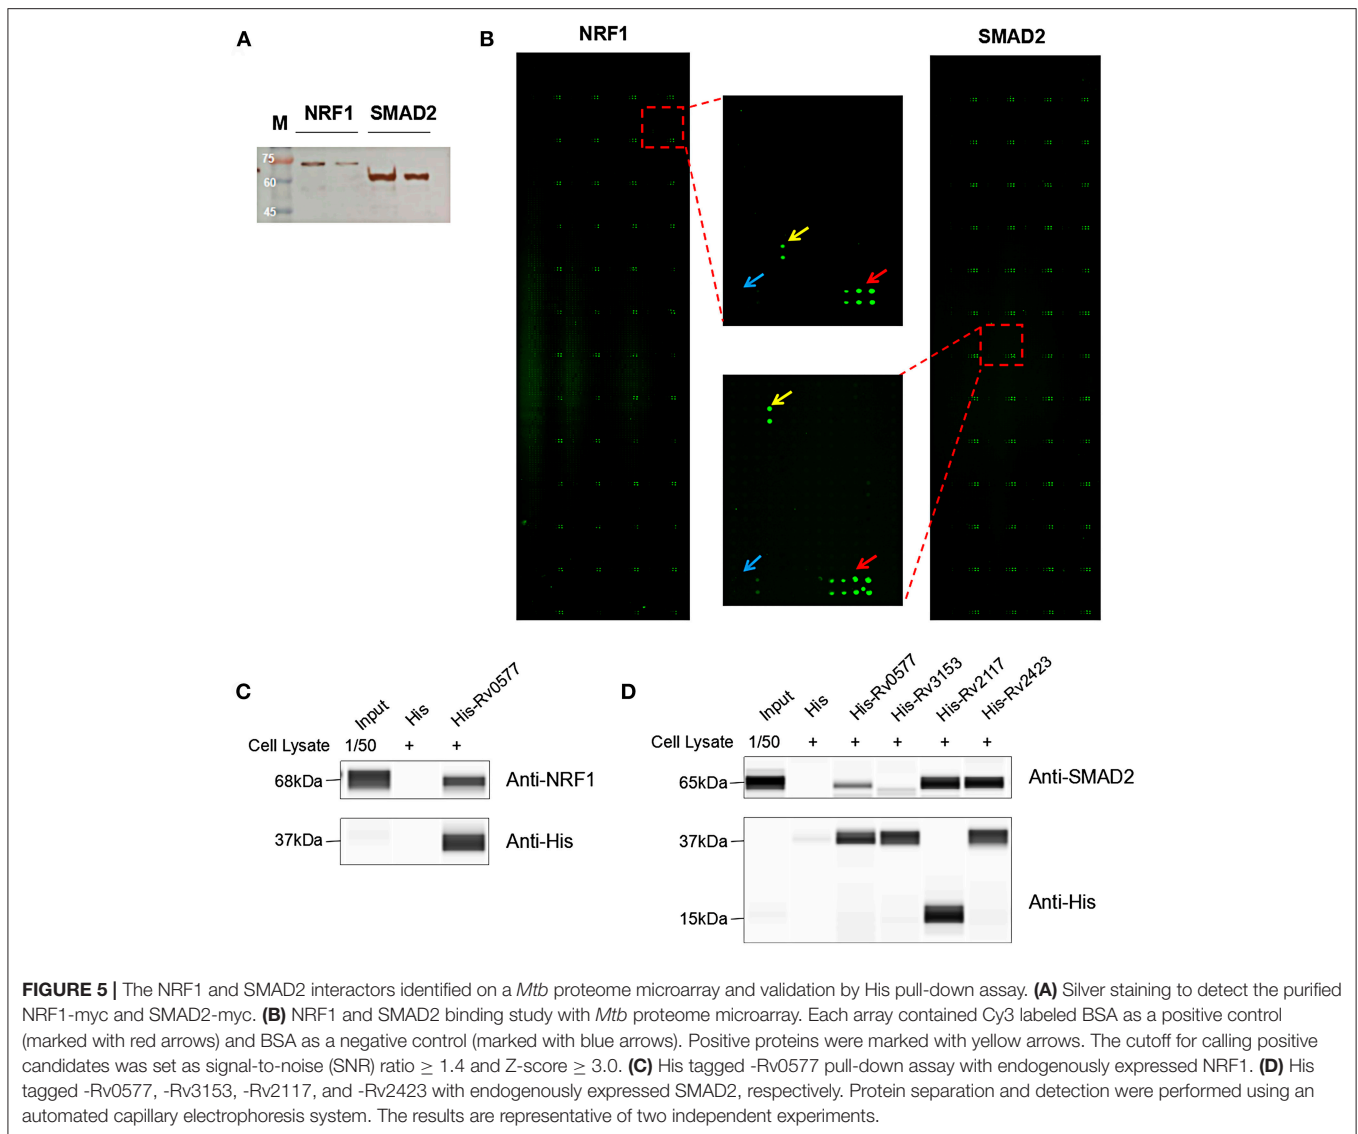 A
B
NRF1
SMAD2
M
NRF1
SMAD2
75
60
45
C
Input
His
His-Rv0577
Cell Lysate
1/50
+
+
68kDa
Anti-NRF1
37kDa
Anti-His
D
Input
His
His-Rv0577
His-Rv3153
His-Rv2117
His-Rv2423
Cell Lysate
1/50
+
+
+
+
+
65kDa
Anti-SMAD2
37kDa
15kDa
Anti-His
FIGURE 5 | The NRF1 and SMAD2 interactors identified on a Mtb proteome microarray and validation by His pull-down assay. (A) Silver staining to detect the purified
NRF1-myc and SMAD2-myc. (B) NRF1 and SMAD2 binding study with Mtb proteome microarray. Each array contained Cy3 labeled BSA as a positive control
(marked with red arrows) and BSA as a negative control (marked with blue arrows). Positive proteins were marked with yellow arrows. The cutoff for calling positive
candidates was set as signal-to-noise (SNR) ratio ≥ 1.4 and Z-score ≥ 3.0. (C) His tagged -Rv0577 pull-down assay with endogenously expressed NRF1. (D) His
tagged -Rv0577, -Rv3153, -Rv2117, and -Rv2423 with endogenously expressed SMAD2, respectively. Protein separation and detection were performed using an
automated capillary electrophoresis system. The results are representative of two independent experiments.